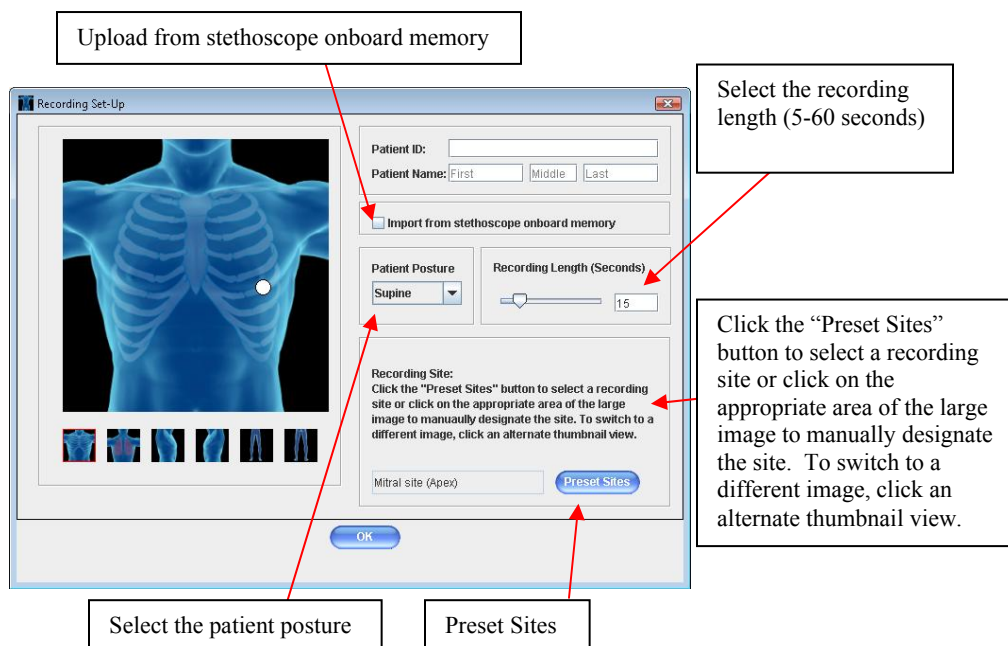 Upload from stethoscope onboard memory
Select the recording
length (5-60 seconds)
Recording Set-Up
Patient ID:
Patient Name: First Middle Last
Import from stethoscope onboard memory
Patient Posture
Supine
Recording Length (Seconds)
15
Recording Site:
Click the "Preset Sites" button to select a recording
site or click on the appropriate area of the large
image to manuaully designate the site. To switch to a
different image, click an alternate thumbnail view.
Mitral site (Apex)
Preset Sites
OK
Click the “Preset Sites”
button to select a recording
site or click on the
appropriate area of the large
image to manually designate
the site. To switch to a
different image, click an
alternate thumbnail view.
Select the patient posture
Preset Sites